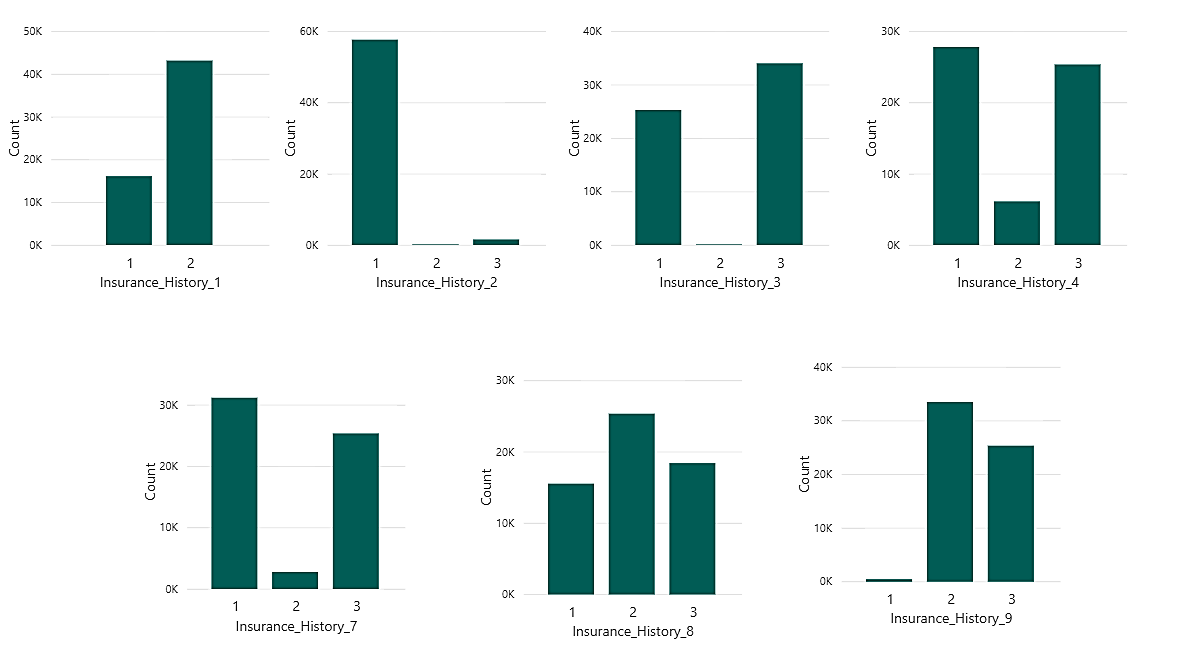 50K
40K
30K
20K
10K
0K
Count
1 2
Insurance_History_1
60K
40K
20K
0K
Count
1 2 3
Insurance_History_2
40K
30K
20K
10K
0K
Count
1 2 3
Insurance_History_3
30K
20K
10K
0K
Count
1 2 3
Insurance_History_4
30K
20K
10K
0K
Count
1 2 3
Insurance_History_7
30K
20K
10K
0K
Count
1 2 3
Insurance_History_8
40K
30K
20K
10K
0K
Count
1 2 3
Insurance_History_9